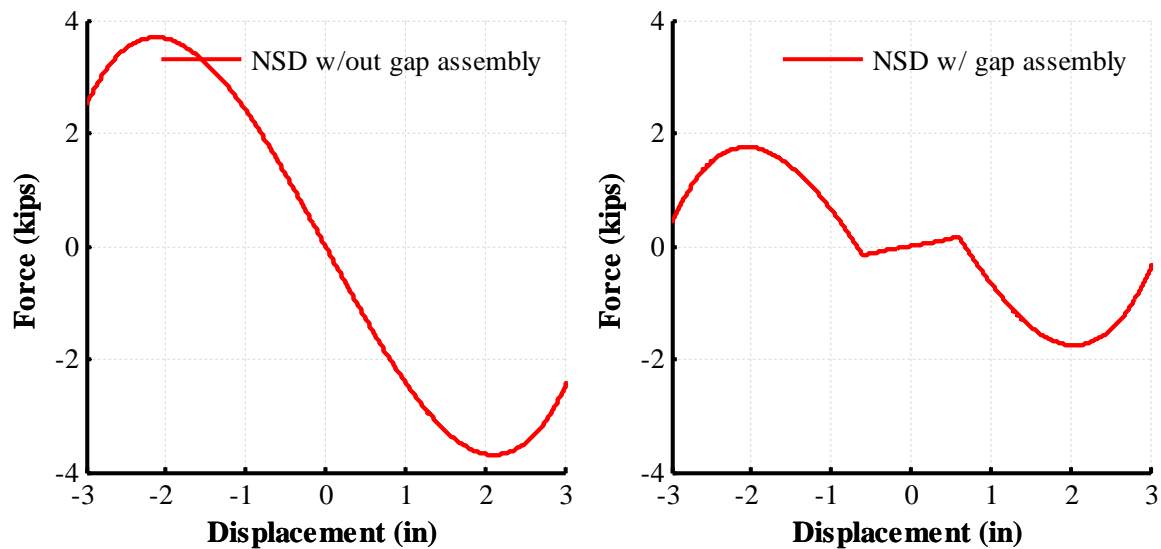 4
2
0
-2
-4
Force (kips)
NSD w/out gap assembly
-3 -2 -1 0 1 2 3
Displacement (in)
4
2
0
-2
-4
Force (kips)
NSD w/ gap assembly
-3 -2 -1 0 1 2 3
Displacement (in)